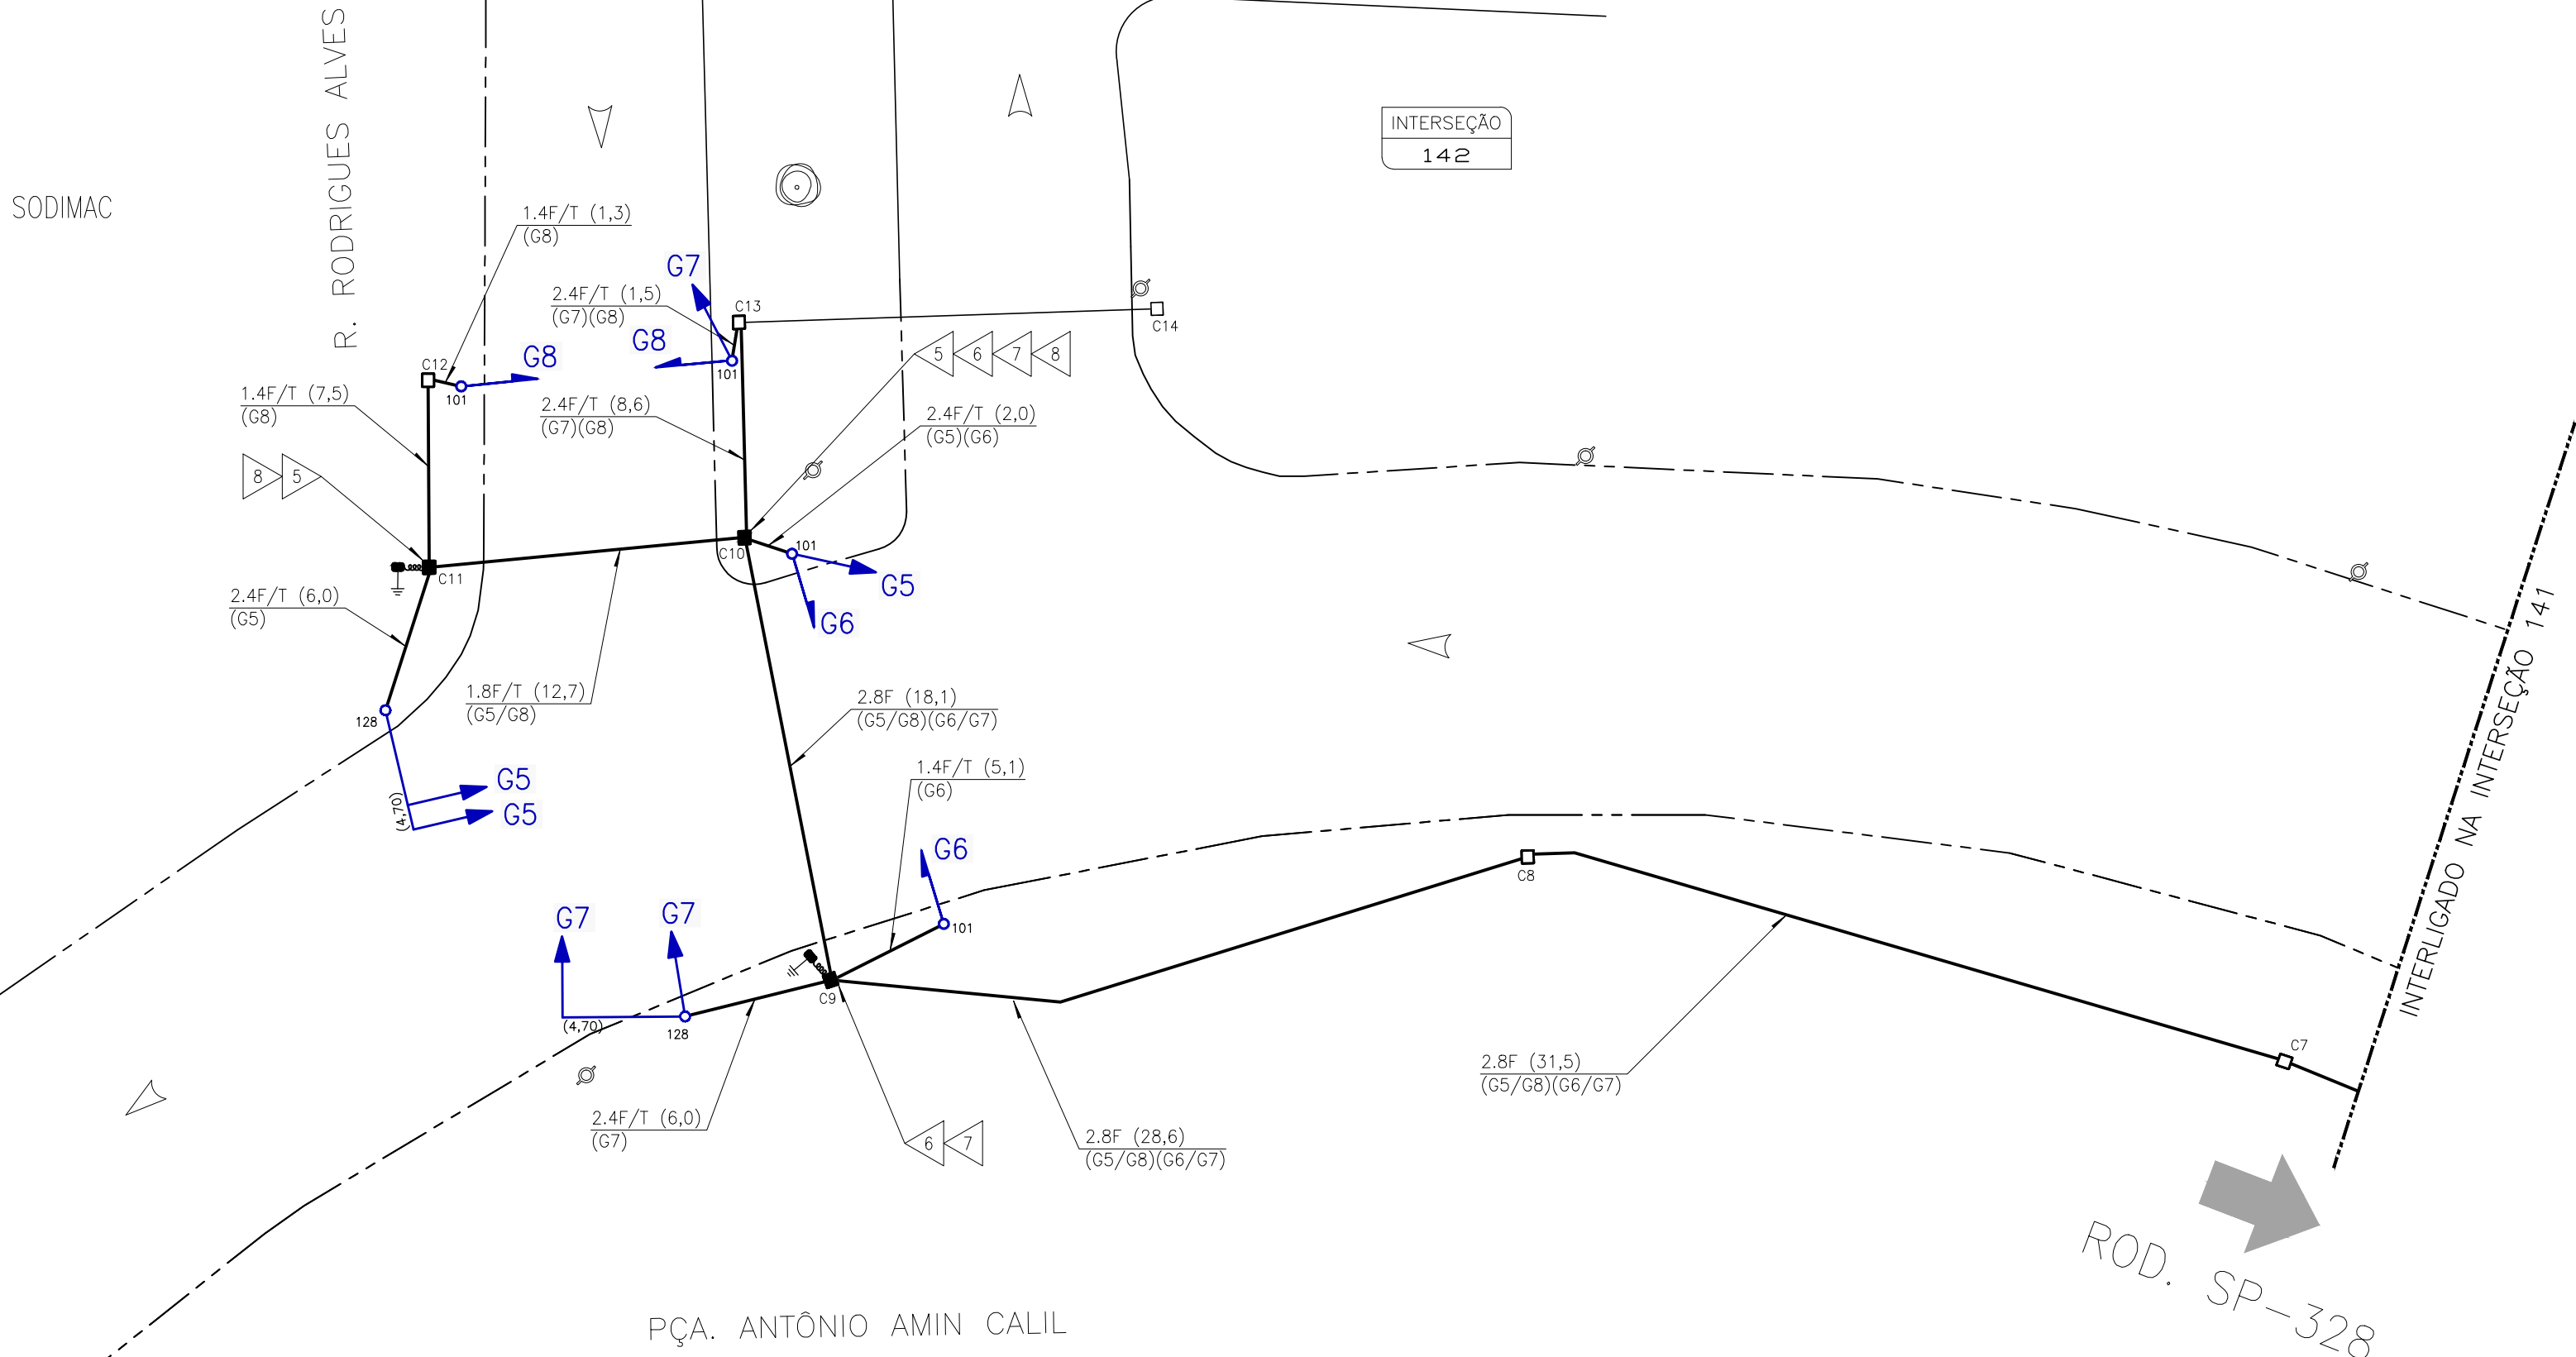 R. RODRIGUES ALVES
SODIMAC
INTERSEÇÃO
142
1.4F/T (1,3)
(G8)
G7
2.4F/T (1,5)
(G7)(G8)
C13
G8
101
C14
5 6 7 8
C12
G8
101
1.4F/T (7,5)
(G8)
2.4F/T (8,6)
(G7)(G8)
2.4F/T (2,0)
(G5)(G6)
8 5
C10
101
G5
G6
C11
2.4F/T (6,0)
(G5)
1.8F/T (12,7)
(G5/G8)
2.8F (18,1)
(G5/G8)(G6/G7)
128
G5
G5
(4,70)
1.4F/T (5,1)
(G6)
G6
101
C8
G7
G7
(4,70)
128
C9
C7
INTERLIGADO NA INTERSEÇÃO 141
2.8F (31,5)
(G5/G8)(G6/G7)
2.4F/T (6,0)
(G7)
6 7
2.8F (28,6)
(G5/G8)(G6/G7)
ROD. SP-328
PÇA. ANTÔNIO AMIN CALIL